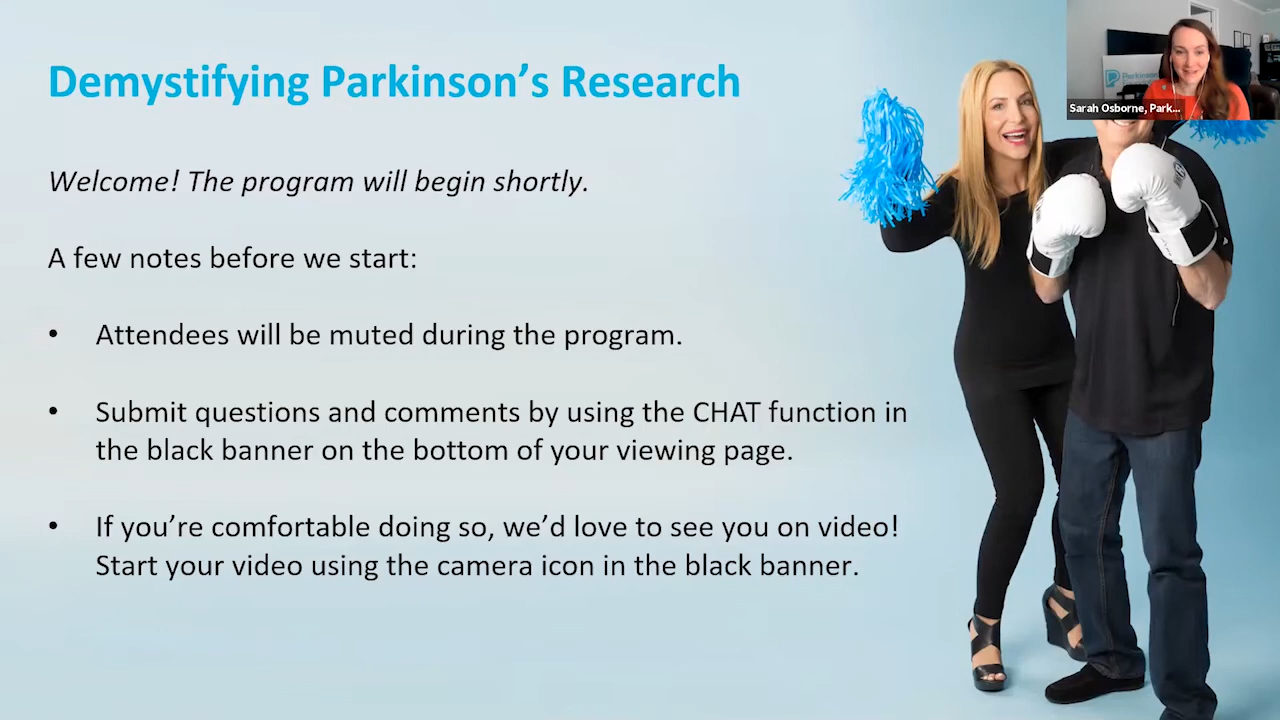 Demystifying Parkinson's Research
Sarah Osborne, Park...
Welcome! The program will begin shortly.
A few notes before we start:
• Attendees will be muted during the program.
• Submit questions and comments by using the CHAT function in
the black banner on the bottom of your viewing page.
• If you're comfortable doing so, we'd love to see you on video!
Start your video using the camera icon in the black banner.